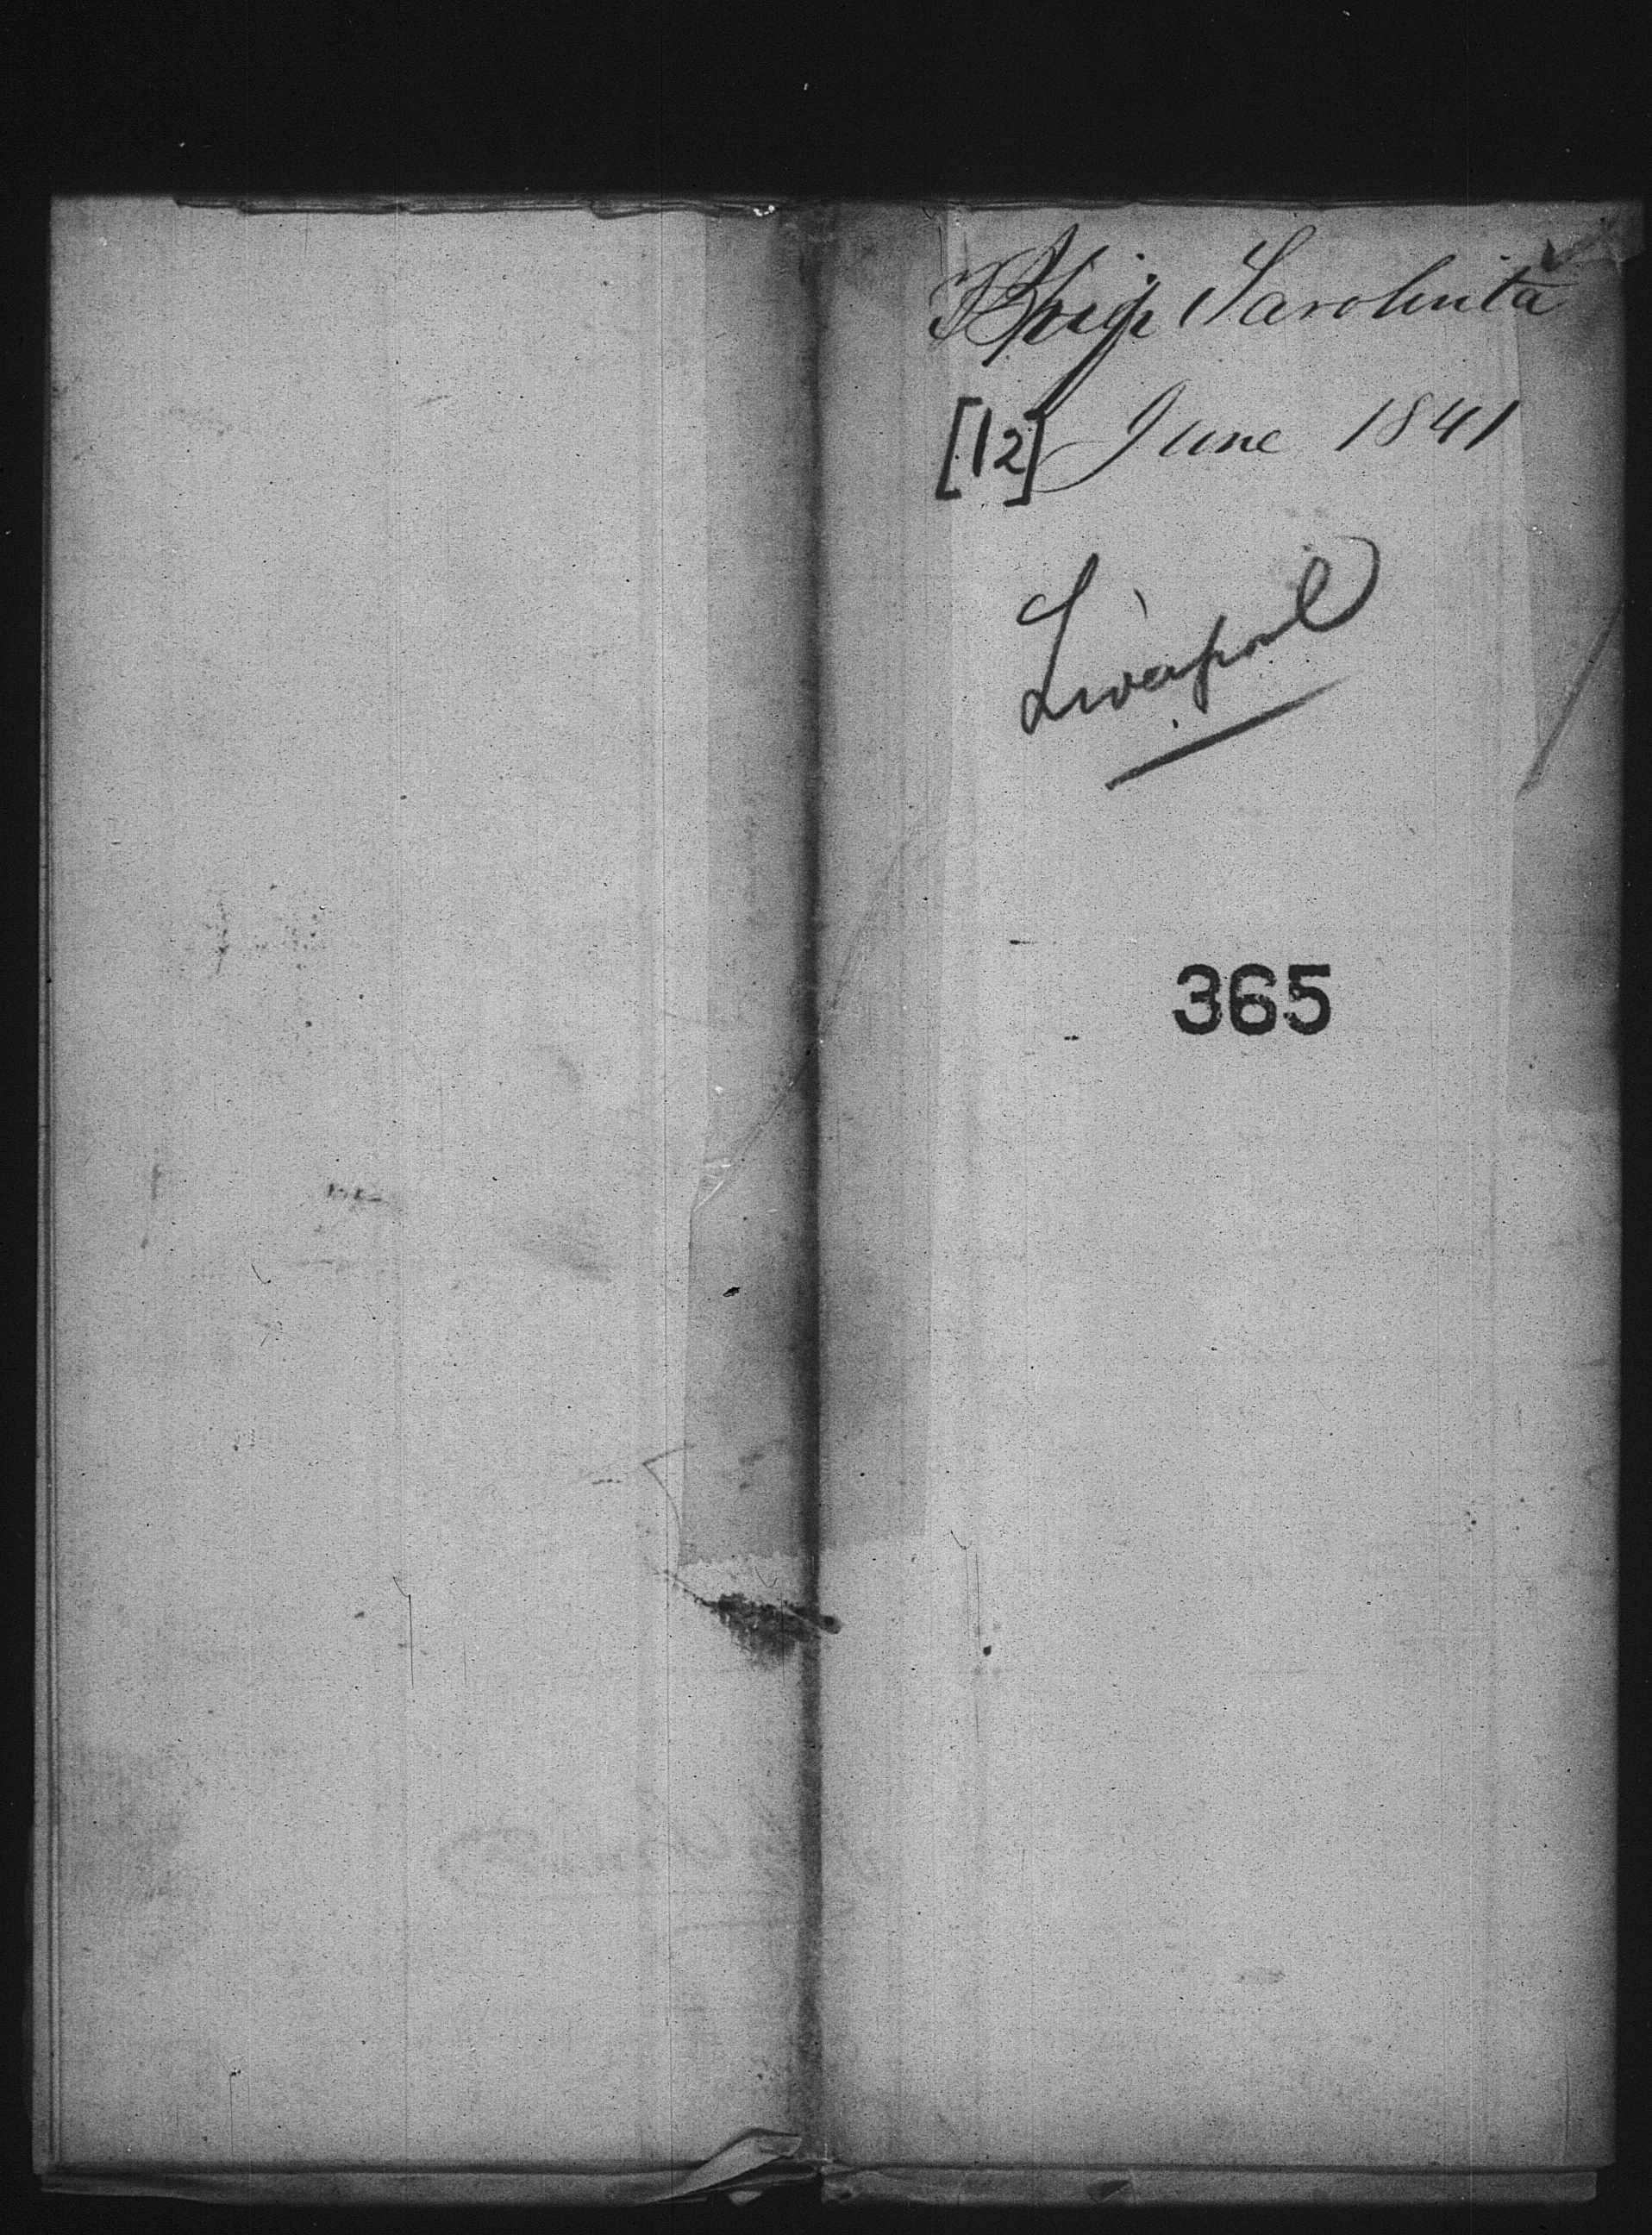 Ship Sarolinta
[12] June 1841
Liverpool
365